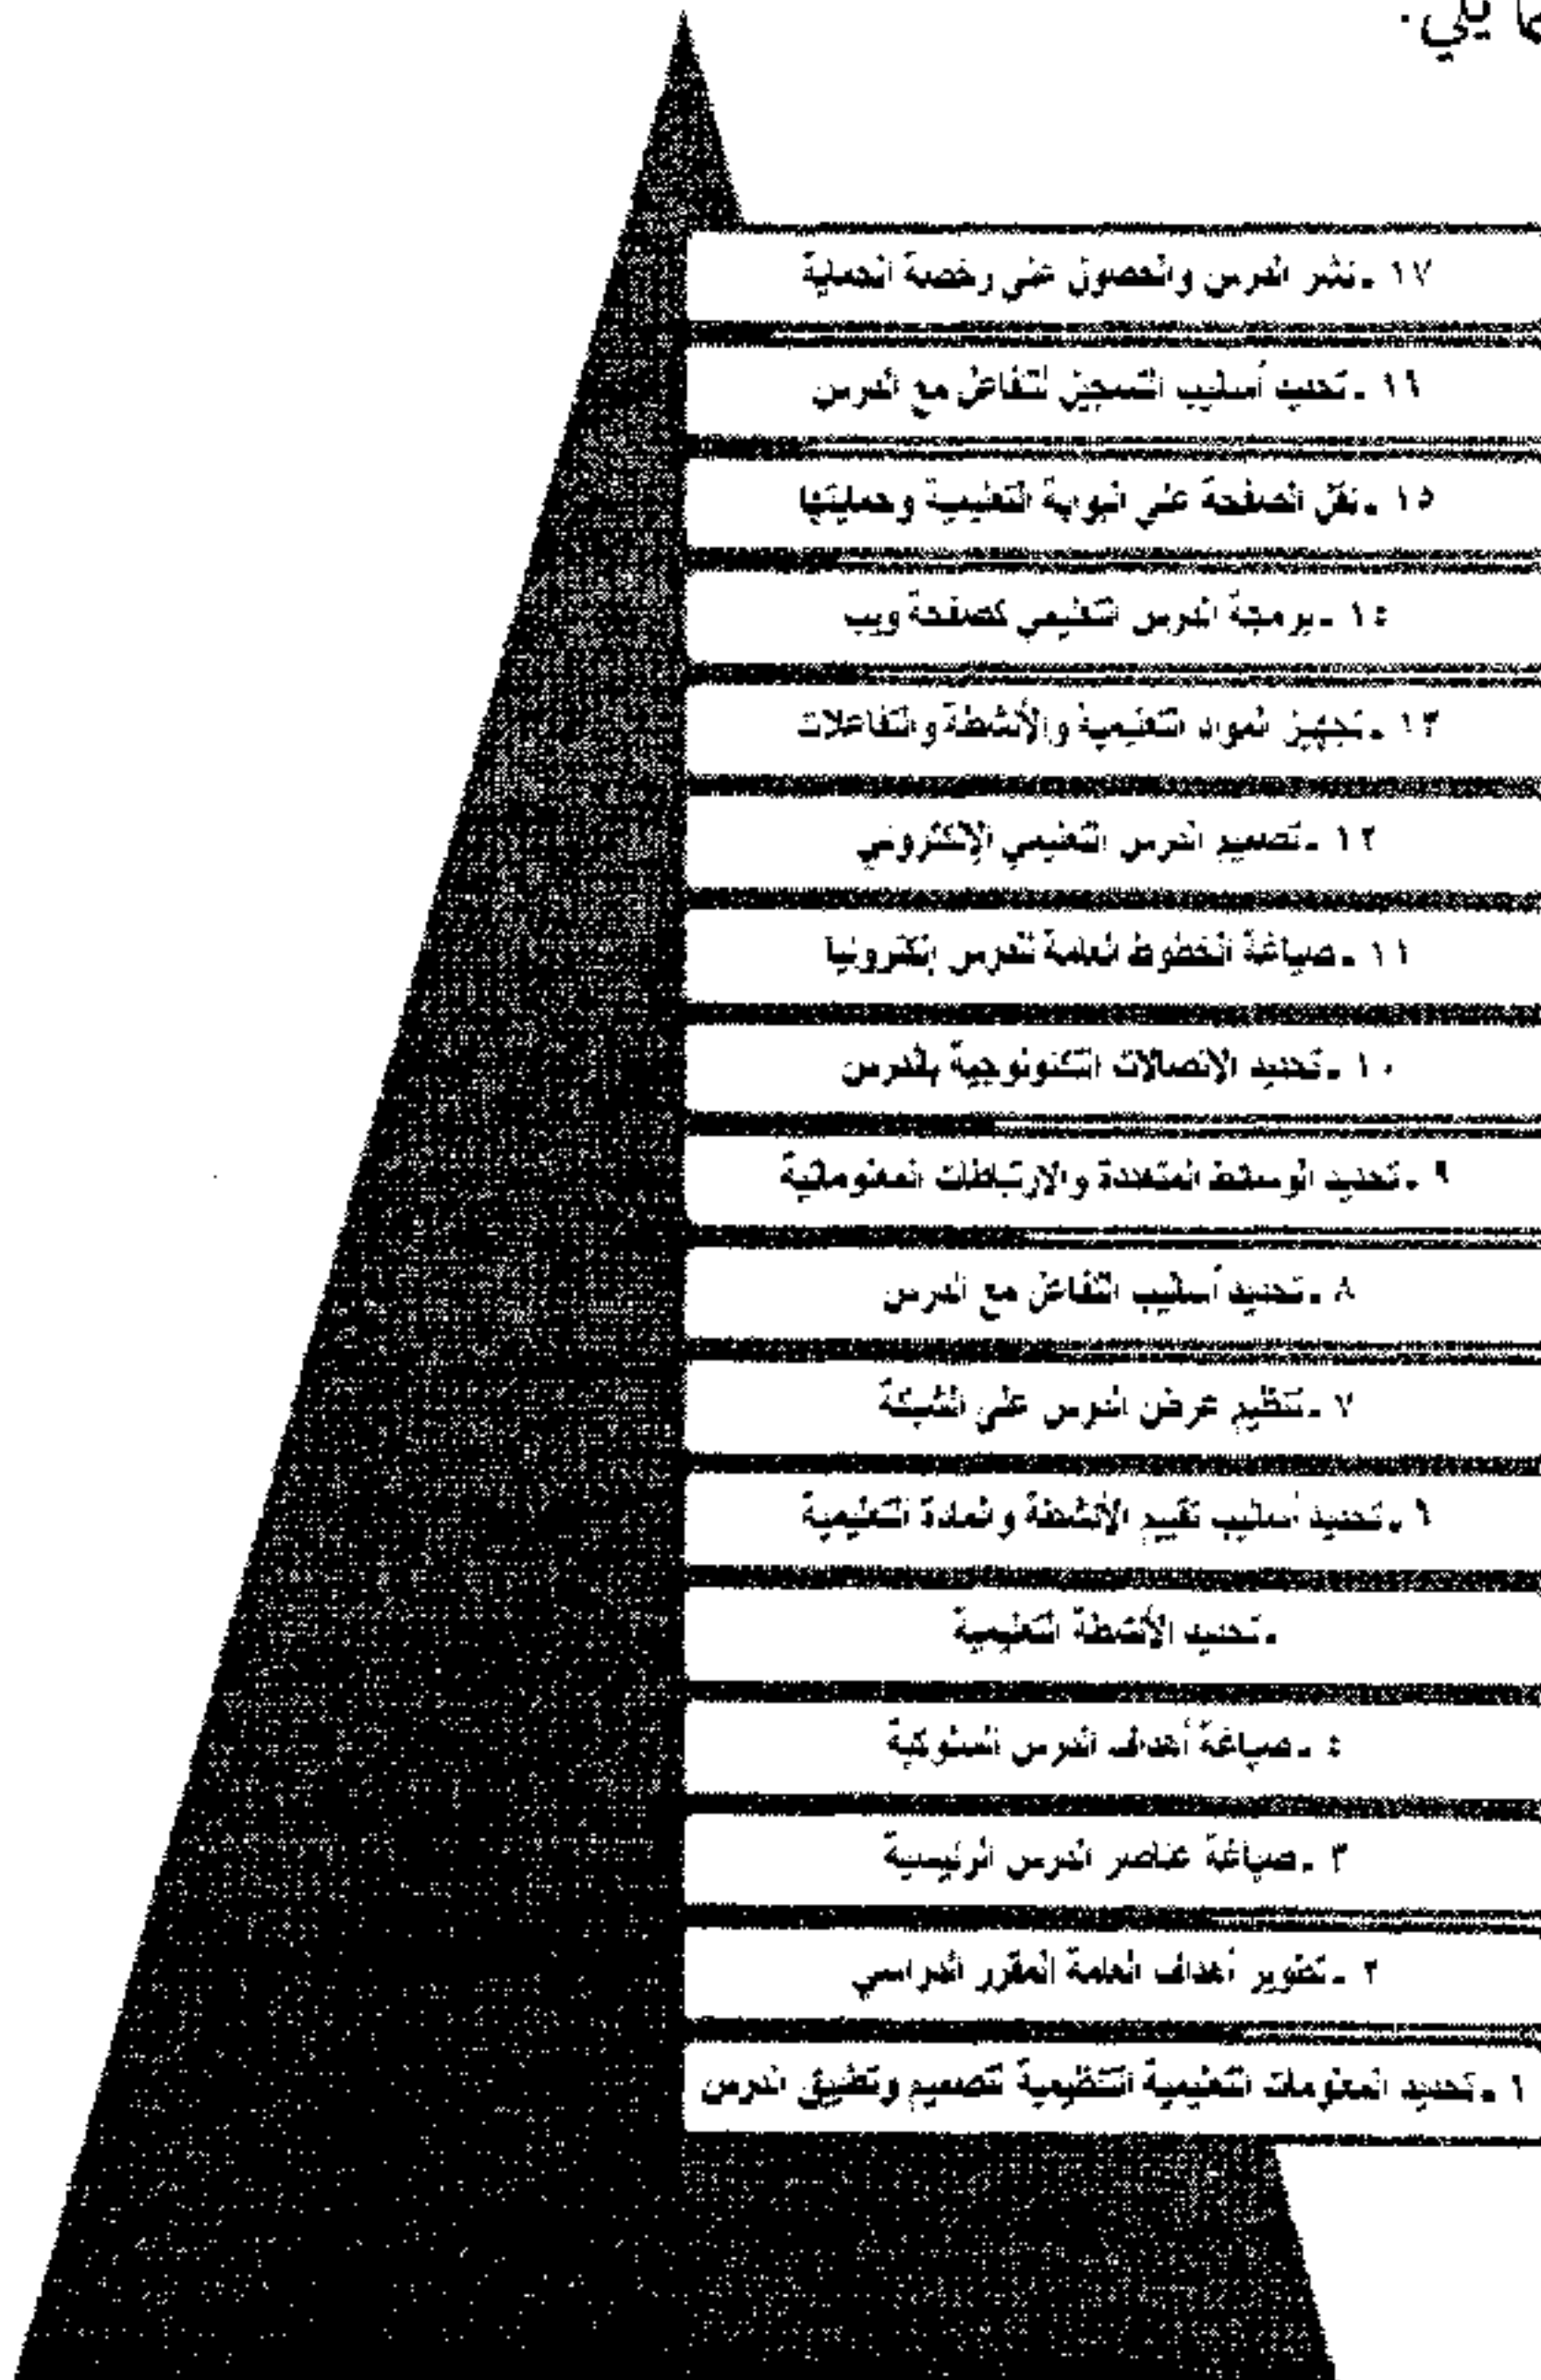 يلي:
١٧ ـ نشر الدرس والحصول على رخصة الحماية
١٦ ـ تحديد أساليب التسجيل للتفاعل مع الدرس
١٥ ـ نقل الصفحة على البوابة التعليمية وحمايتها
١٤ ـ برمجة الدرس التعليمي كصفحة ويب
١٣ ـ تجهيز المواد التعليمية والأنشطة والتفاعلات
١٢ ـ تصميم الدرس التعليمي الإلكتروني
١١ ـ صياغة الخطوط العامة للدرس إلكترونيا
١٠ ـ تحديد الاتصالات التكنولوجية بالدرس
٩ ـ تحديد الوسائط المتعددة والارتباطات المعلوماتية
٨ ـ تحديد أساليب التفاعل مع الدرس
٧ ـ تنظيم عرض الدرس على الشبكة
٦ ـ تحديد أساليب تقييم الأنشطة والمادة التعليمية
ـ تحديد الأنشطة التعليمية
٤ ـ صياغة أهداف الدرس السلوكية
٣ ـ صياغة عناصر الدرس الرئيسية
٢ ـ تطوير أهداف العامة المقرر الدراسي
١ ـ تحديد المعلومات التعليمية التنظيمية لتصميم وتطبيق الدرس